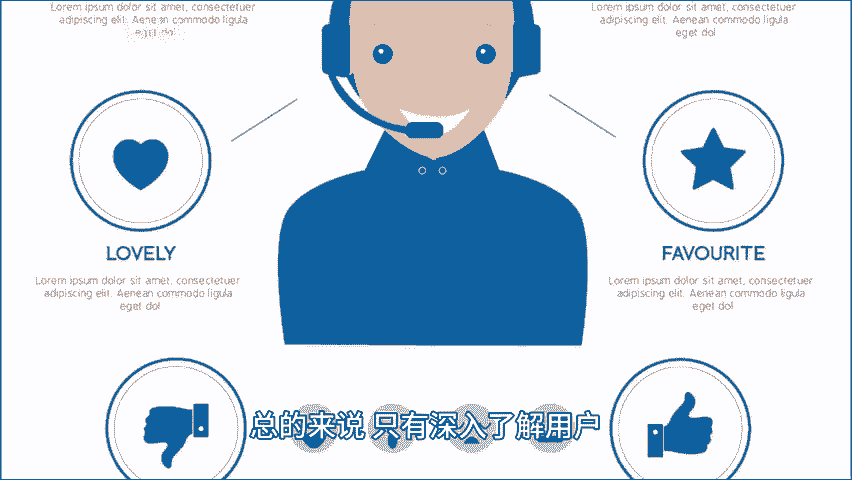 Lorem ipsum dolor sit amet, consectetuer
adipiscing elit. Aenean commodo ligula
eget dol
Lorem ipsum dolor sit amet, consectetuer
adipiscing elit. Aenean commodo ligula
eget dol
LOVELY
Lorem ipsum dolor sit amet, consectetuer
adipiscing elit. Aenean commodo ligula
eget dol
FAVOURITE
Lorem ipsum dolor sit amet, consectetuer
adipiscing elit. Aenean commodo ligula
eget dol
总的来说 只有深入了解用户